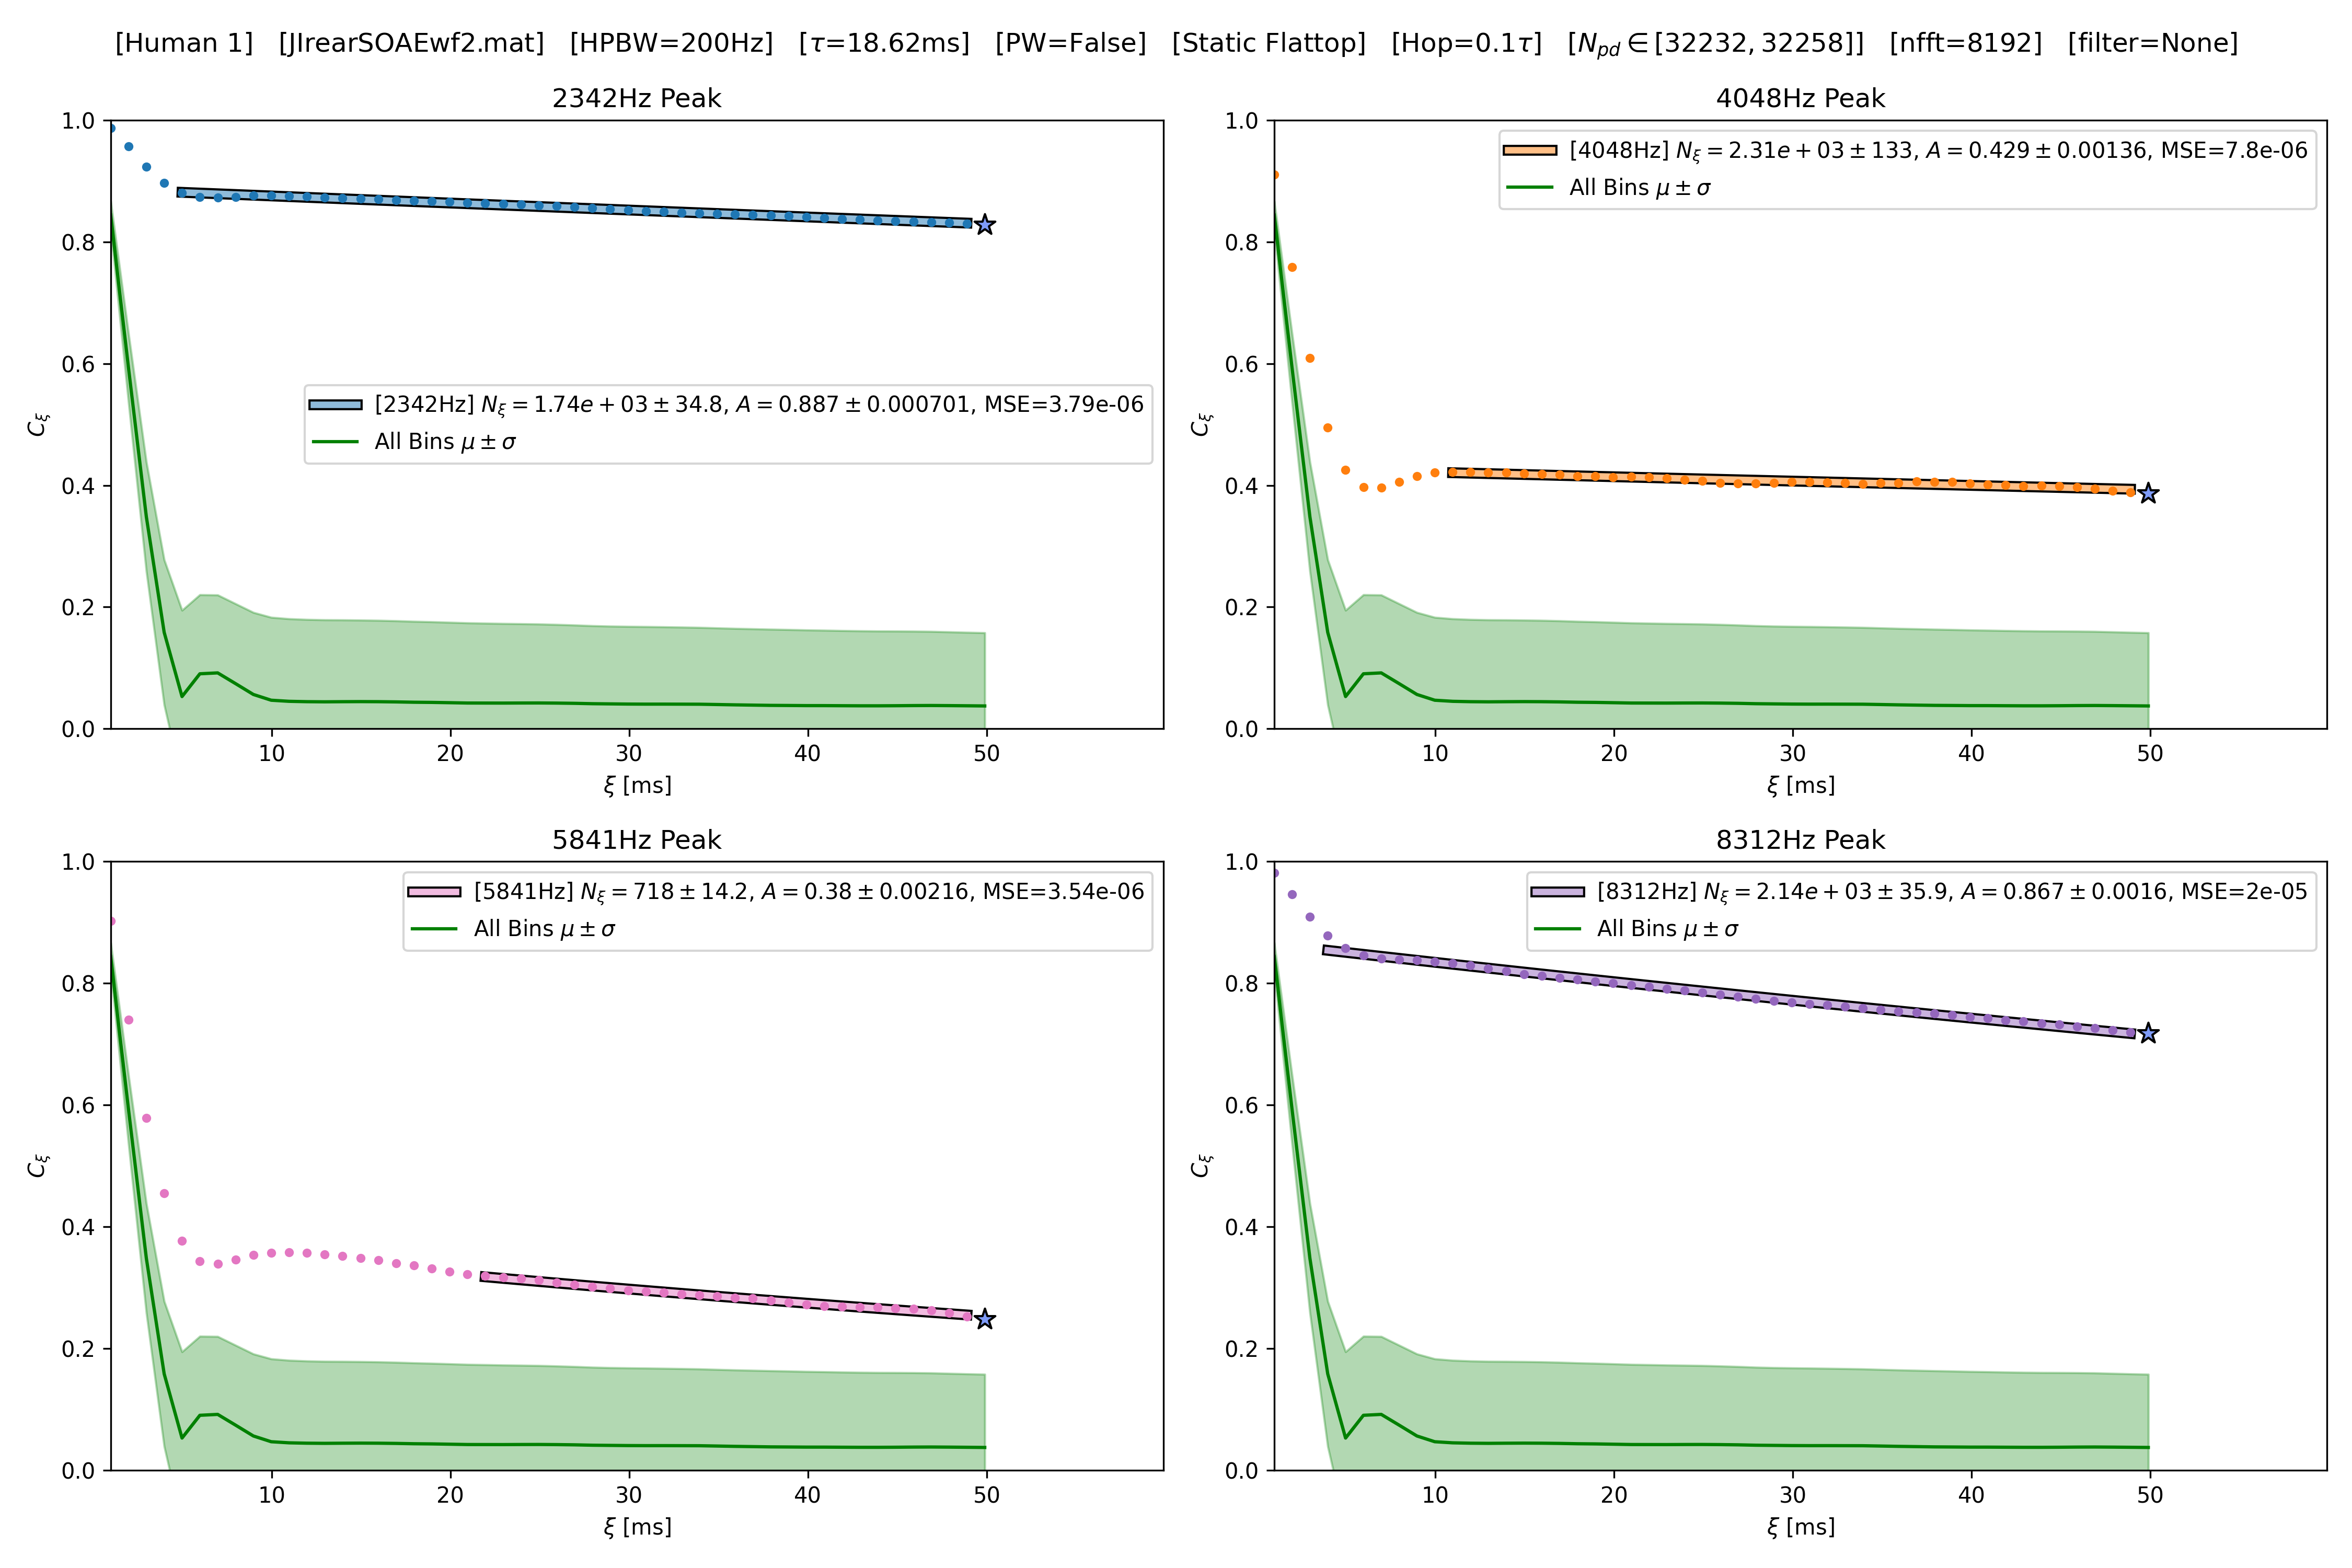 [Human 1] [JIrearSOAEwf2.mat] [HPBW=200Hz] [τ=18.62ms] [PW=False] [Static Flattop] [Hop=0.1τ] [N_pd ∈ [32232, 32258]] [nfft=8192] [filter=None]
2342Hz Peak
1.0
0.8
0.6
0.4
0.2
0.0
C_ξ
[2342Hz] N_ξ = 1.74e + 03 ± 34.8, A = 0.887 ± 0.000701, MSE=3.79e-06
All Bins μ ± σ
10 20 30 40 50
ξ [ms]
4048Hz Peak
1.0
0.8
0.6
0.4
0.2
0.0
C_ξ
[4048Hz] N_ξ = 2.31e + 03 ± 133, A = 0.429 ± 0.00136, MSE=7.8e-06
All Bins μ ± σ
10 20 30 40 50
ξ [ms]
5841Hz Peak
1.0
0.8
0.6
0.4
0.2
0.0
C_ξ
[5841Hz] N_ξ = 718 ± 14.2, A = 0.38 ± 0.00216, MSE=3.54e-06
All Bins μ ± σ
10 20 30 40 50
ξ [ms]
8312Hz Peak
1.0
0.8
0.6
0.4
0.2
0.0
C_ξ
[8312Hz] N_ξ = 2.14e + 03 ± 35.9, A = 0.867 ± 0.0016, MSE=2e-05
All Bins μ ± σ
10 20 30 40 50
ξ [ms]